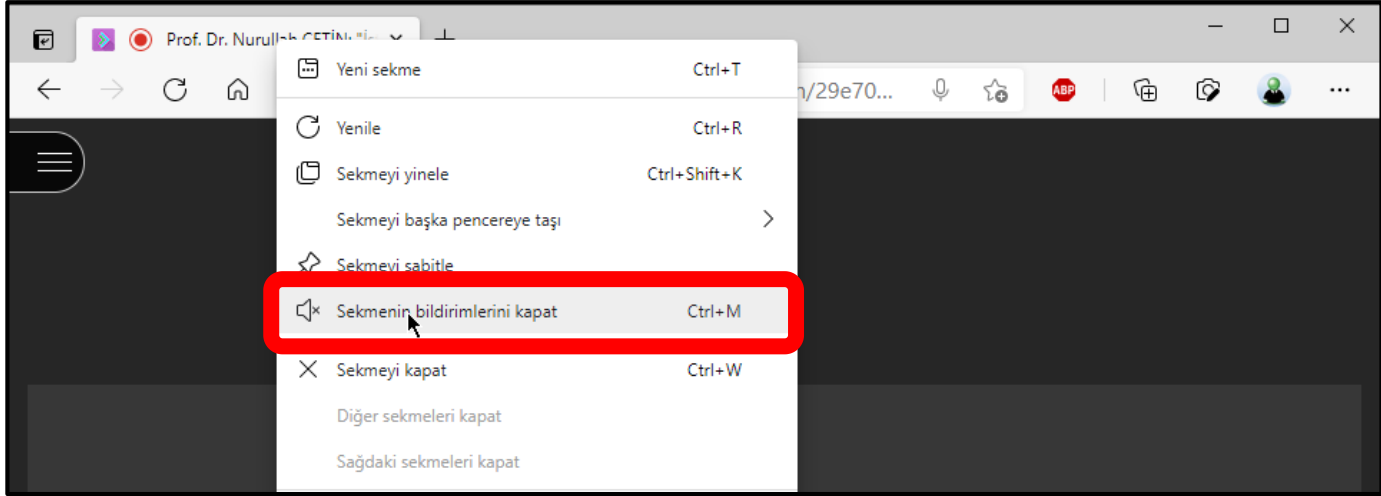 Prof. Dr. Nurullah ÇETİN: "İs
n/29e70...
ABP
Yeni sekme Ctrl+T
Yenile Ctrl+R
Sekmeyi yinele Ctrl+Shift+K
Sekmeyi başka pencereye taşı
Sekmeyi sabitle
Sekmenin bildirimlerini kapat Ctrl+M
Sekmeyi kapat Ctrl+W
Diğer sekmeleri kapat
Sağdaki sekmeleri kapat